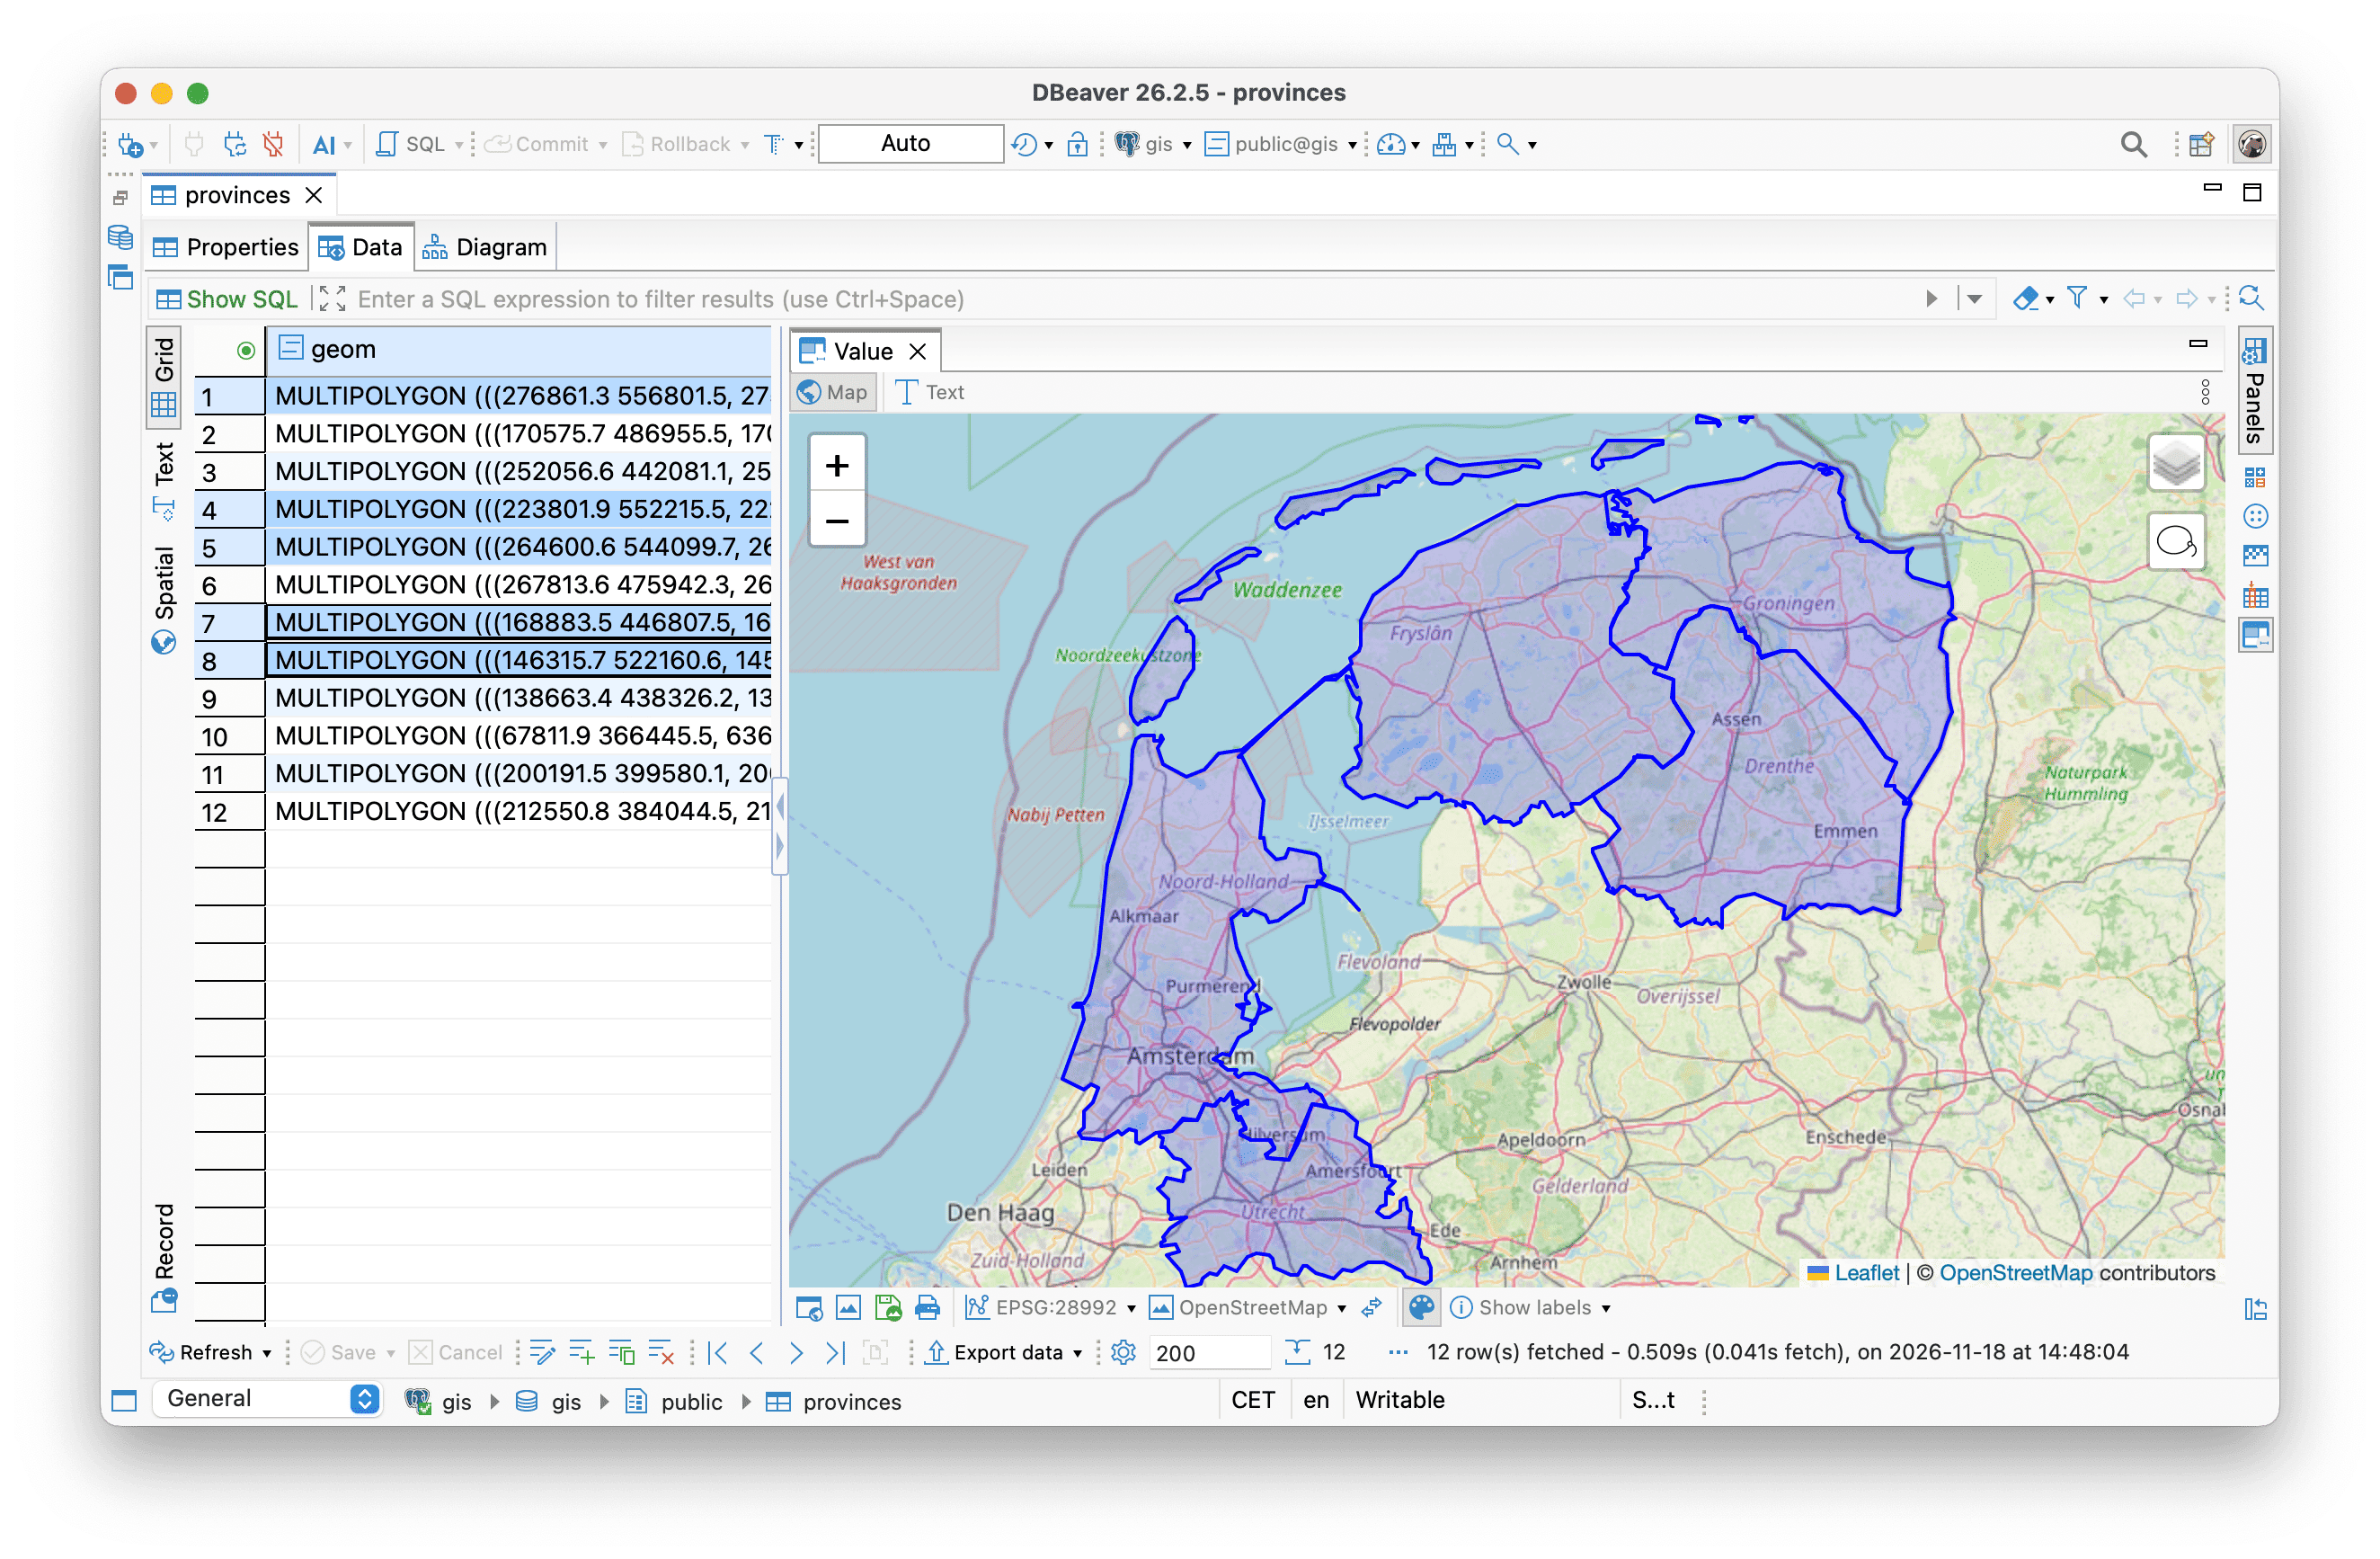 DBeaver 26.2.5 - provinces
AI
SQL
Commit
Rollback
Auto
gis
public@gis
provinces
Properties
Data
Diagram
Show SQL
Enter a SQL expression to filter results (use Ctrl+Space)
Grid
Text
Spatial
Record
geom
1 MULTIPOLYGON (((276861.3 556801.5, 27
2 MULTIPOLYGON (((170575.7 486955.5, 170
3 MULTIPOLYGON (((252056.6 442081.1, 25
4 MULTIPOLYGON (((223801.9 552215.5, 22
5 MULTIPOLYGON (((264600.6 544099.7, 26
6 MULTIPOLYGON (((267813.6 475942.3, 26
7 MULTIPOLYGON (((168883.5 446807.5, 16
8 MULTIPOLYGON (((146315.7 522160.6, 145
9 MULTIPOLYGON (((138663.4 438326.2, 13
10 MULTIPOLYGON (((67811.9 366445.5, 636
11 MULTIPOLYGON (((200191.5 399580.1, 20
12 MULTIPOLYGON (((212550.8 384044.5, 21
Value
Map
Text
Panels
+
−
West van
Haaksgronden
Waddenzee
Noordzeekustzone
Fryslân
Groningen
Assen
Drenthe
Naturpark
Hummling
Nabij Petten
IJsselmeer
Emmen
Noord-Holland
Alkmaar
Flevoland
Zwolle
Overijssel
Purmerend
Flevopolder
Amsterdam
Osnal
Hilversum
Apeldoorn
Enschede
Leiden
Amersfoort
Gelderland
Den Haag
Utrecht
Ede
Zuid-Holland
Arnhem
Leaflet | © OpenStreetMap contributors
EPSG:28992
OpenStreetMap
Show labels
Refresh
Save
Cancel
Export data
200
12
12 row(s) fetched - 0.509s (0.041s fetch), on 2026-11-18 at 14:48:04
General
gis
gis
public
provinces
CET
en
Writable
S...t